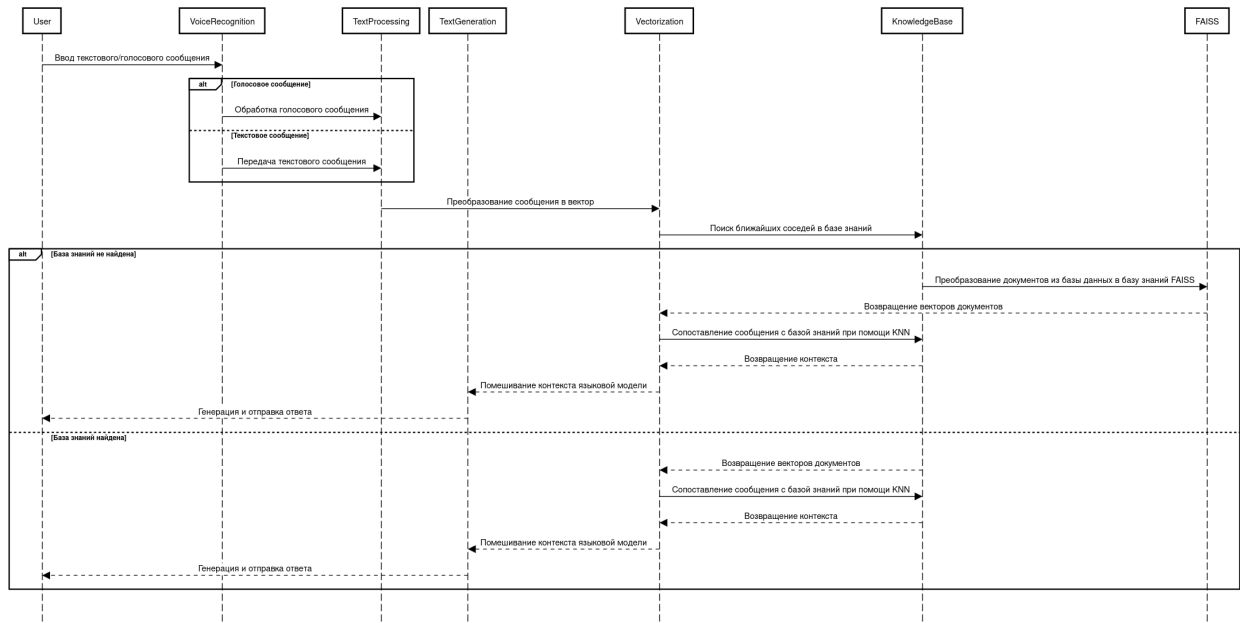 User
VoiceRecognition
TextProcessing
TextGeneration
Vectorization
KnowledgeBase
FAISS
Ввод текстового/голосового сообщения
alt
[Голосовое сообщение]
Обработка голосового сообщения
[Текстовое сообщение]
Передача текстового сообщения
Преобразование сообщения в вектор
Поиск ближайших соседей в базе знаний
alt
[База знаний не найдена]
Преобразование документов из базы данных в базу знаний FAISS
Возвращение векторов документов
Сопоставление сообщения с базой знаний при помощи KNN
Возвращение контекста
Помешивание контекста языковой модели
Генерация и отправка ответа
[База знаний найдена]
Возвращение векторов документов
Сопоставление сообщения с базой знаний при помощи KNN
Возвращение контекста
Помешивание контекста языковой модели
Генерация и отправка ответа